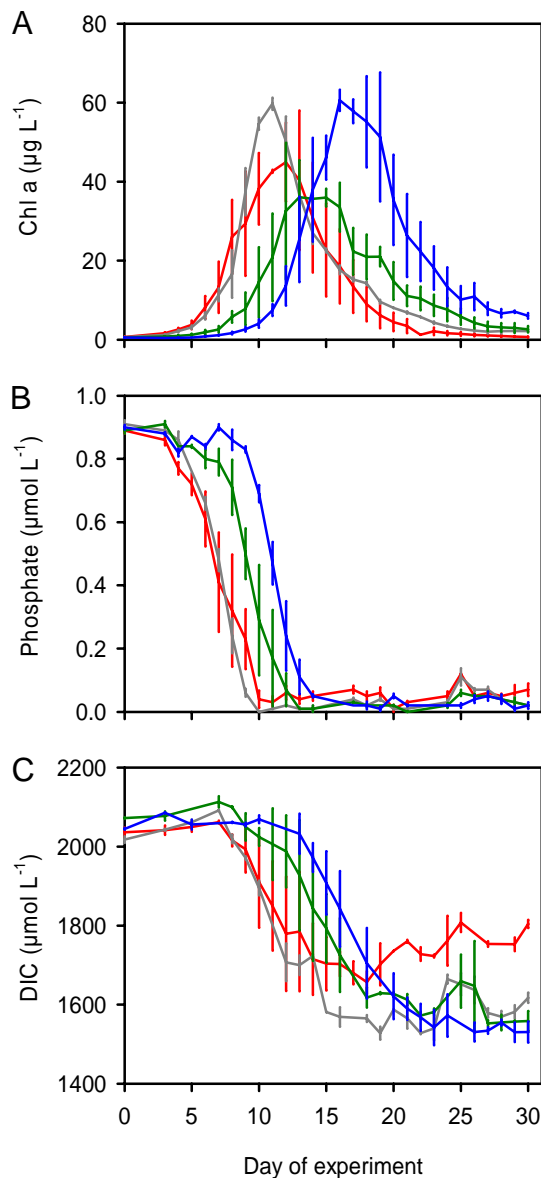 A
80
60
40
20
0
Chl a (µg L⁻¹)
B
1.0
0.8
0.6
0.4
0.2
0.0
Phosphate (µmol L⁻¹)
C
2200
2000
1800
1600
1400
DIC (µmol L⁻¹)
0 5 10 15 20 25 30
Day of experiment